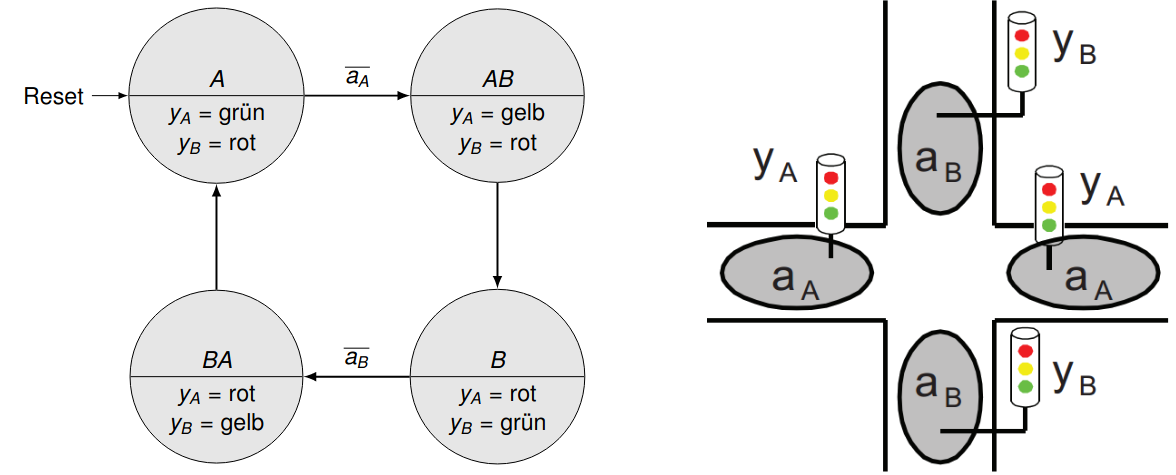 Reset
A
y_A = grün
y_B = rot
\overline{a_A}
AB
y_A = gelb
y_B = rot
BA
y_A = rot
y_B = gelb
\overline{a_B}
B
y_A = rot
y_B = grün
y_B
a_B
y_A
y_A
a_A
a_A
a_B
y_B